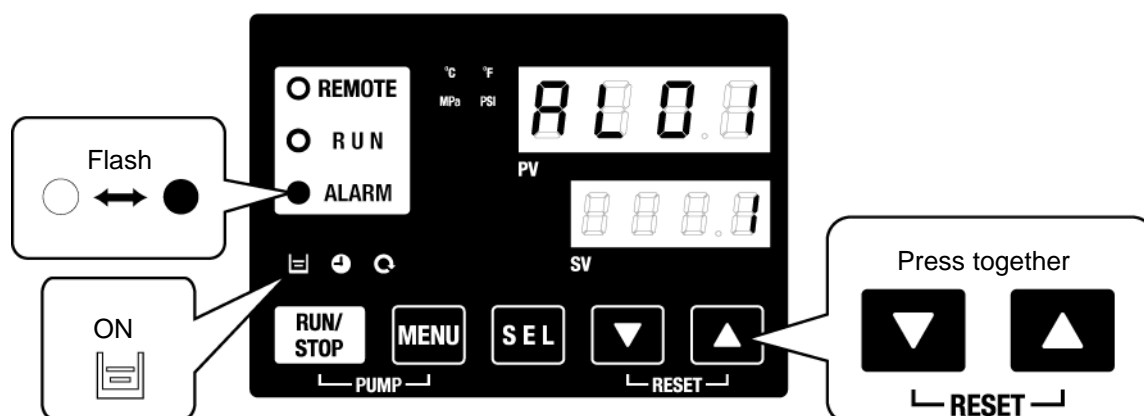 Flash
ON
REMOTE
RUN
ALARM
°C °F
MPa PSI
AL01
PV
1
SV
RUN/
STOP
MENU
SEL
PUMP
RESET
Press together
RESET